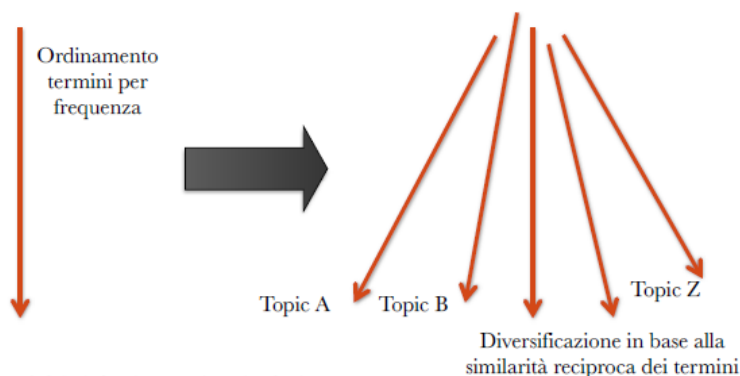 Ordinamento
termini per
frequenza
Topic A
Topic B
Topic Z
Diversificazione in base alla
similarità reciproca dei termini